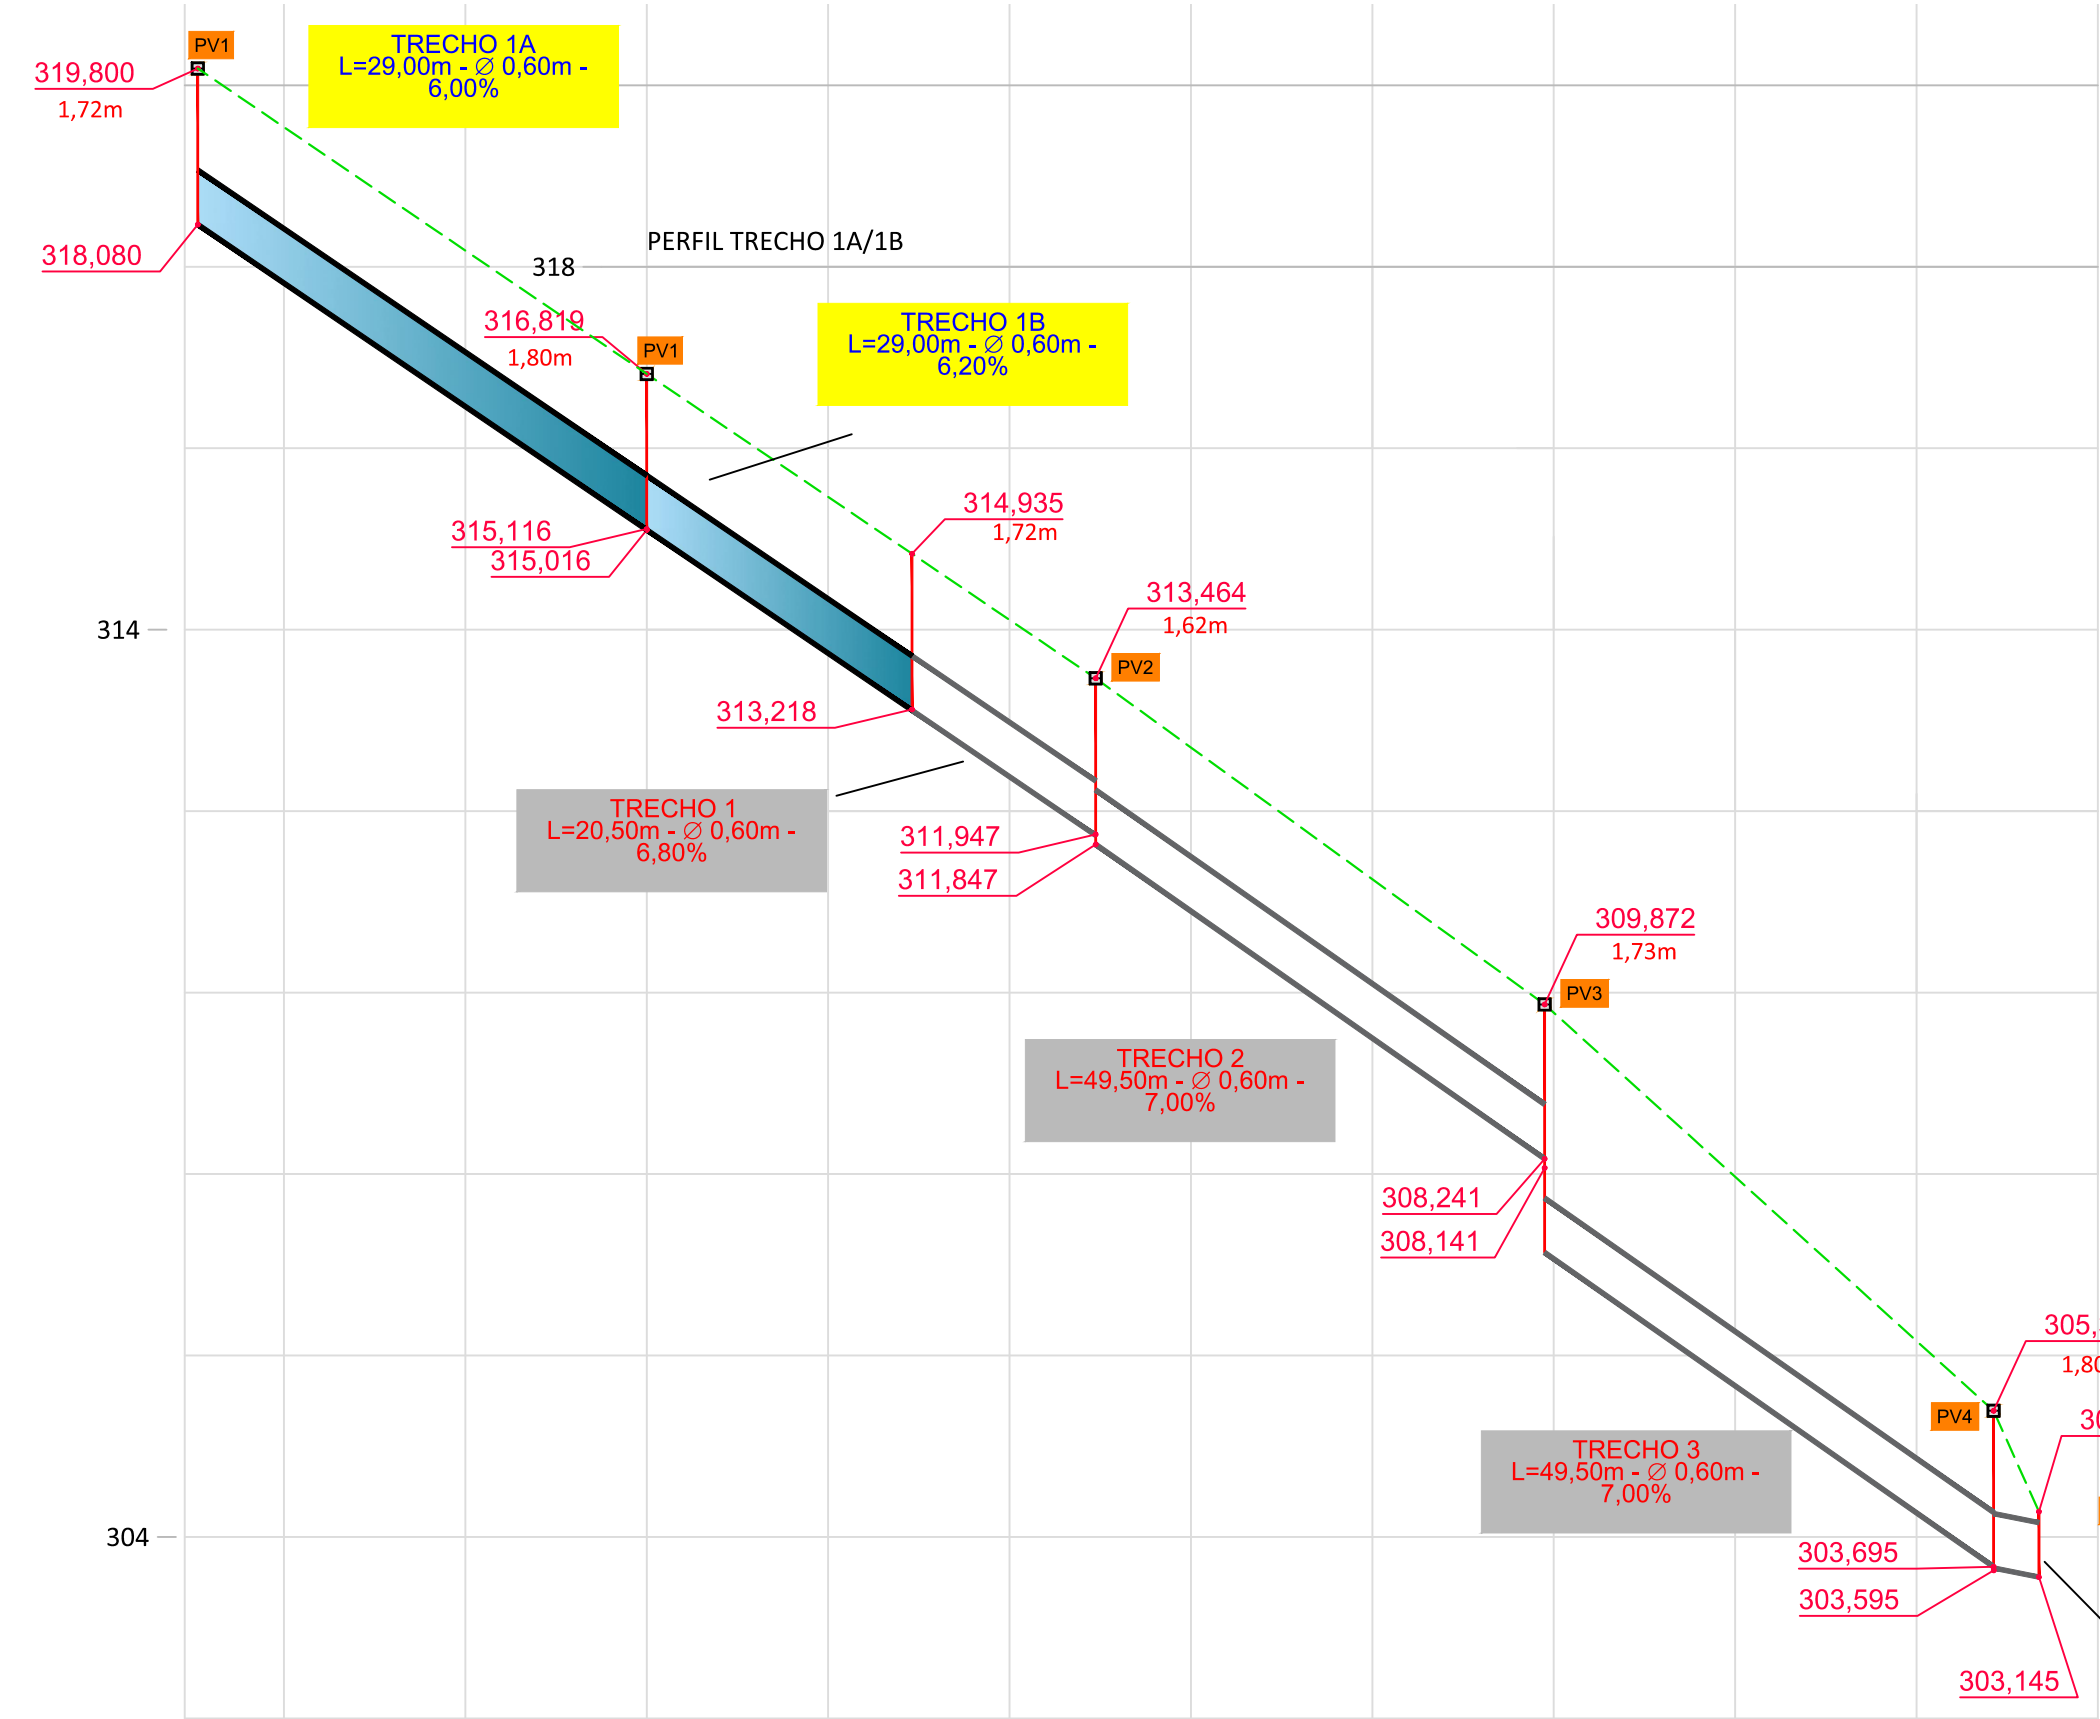 PV1
TRECHO 1A
L=29,00m - ∅ 0,60m -
6,00%
319,800
1,72m
PERFIL TRECHO 1A/1B
318,080
318
316,819
1,80m
PV1
TRECHO 1B
L=29,00m - ∅ 0,60m -
6,20%
314,935
1,72m
315,116
315,016
313,464
1,62m
314
PV2
313,218
TRECHO 1
L=20,50m - ∅ 0,60m -
6,80%
311,947
311,847
309,872
1,73m
PV3
TRECHO 2
L=49,50m - ∅ 0,60m -
7,00%
308,241
308,141
305,
1,80
PV4
30
TRECHO 3
L=49,50m - ∅ 0,60m -
7,00%
304
303,695
303,595
303,145